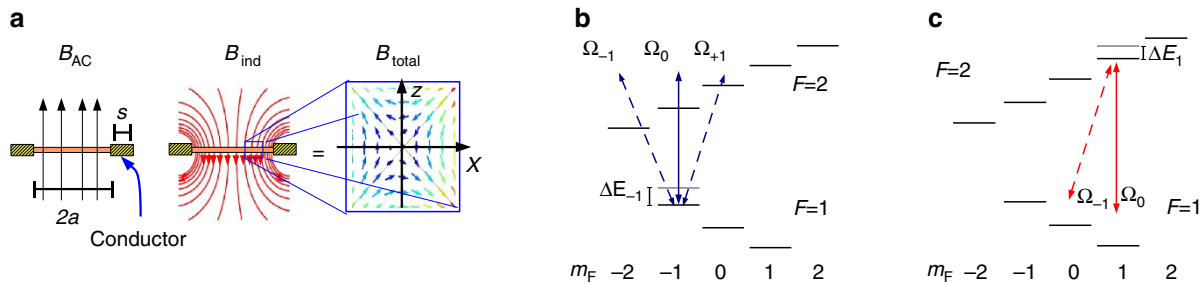 a
B_AC
B_ind
B_total
s
z
=
X
2a
Conductor
b
Ω_−1
Ω_0
Ω_+1
F=2
ΔE_−1
F=1
m_F −2 −1 0 1 2
c
F=2
ΔE_1
Ω_−1
Ω_0
F=1
m_F −2 −1 0 1 2